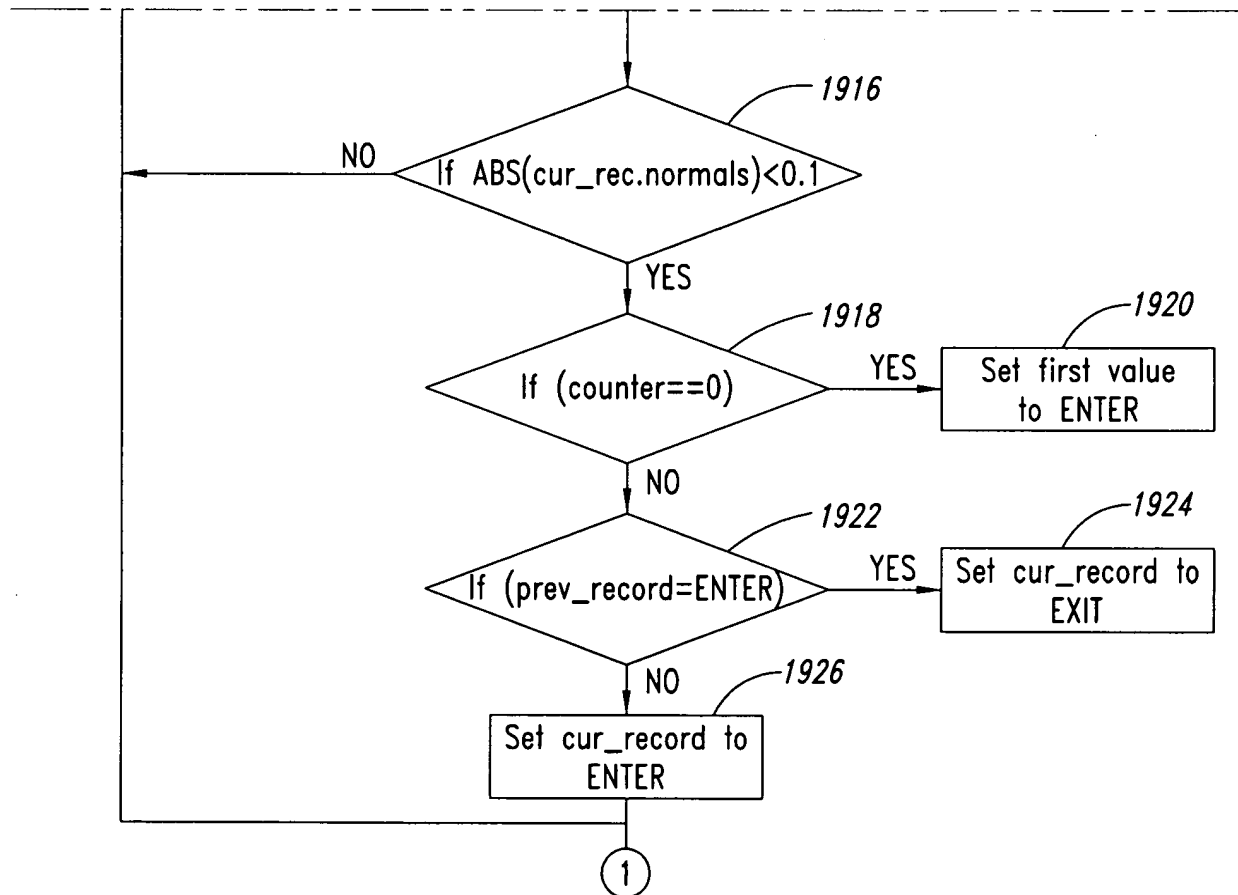 1916
NO
If ABS(cur_rec.normals)<0.1
YES
1918
1920
If (counter==0)
YES
Set first value
to ENTER
NO
1922
1924
If (prev_record=ENTER)
YES
Set cur_record to
EXIT
NO
1926
Set cur_record to
ENTER
1